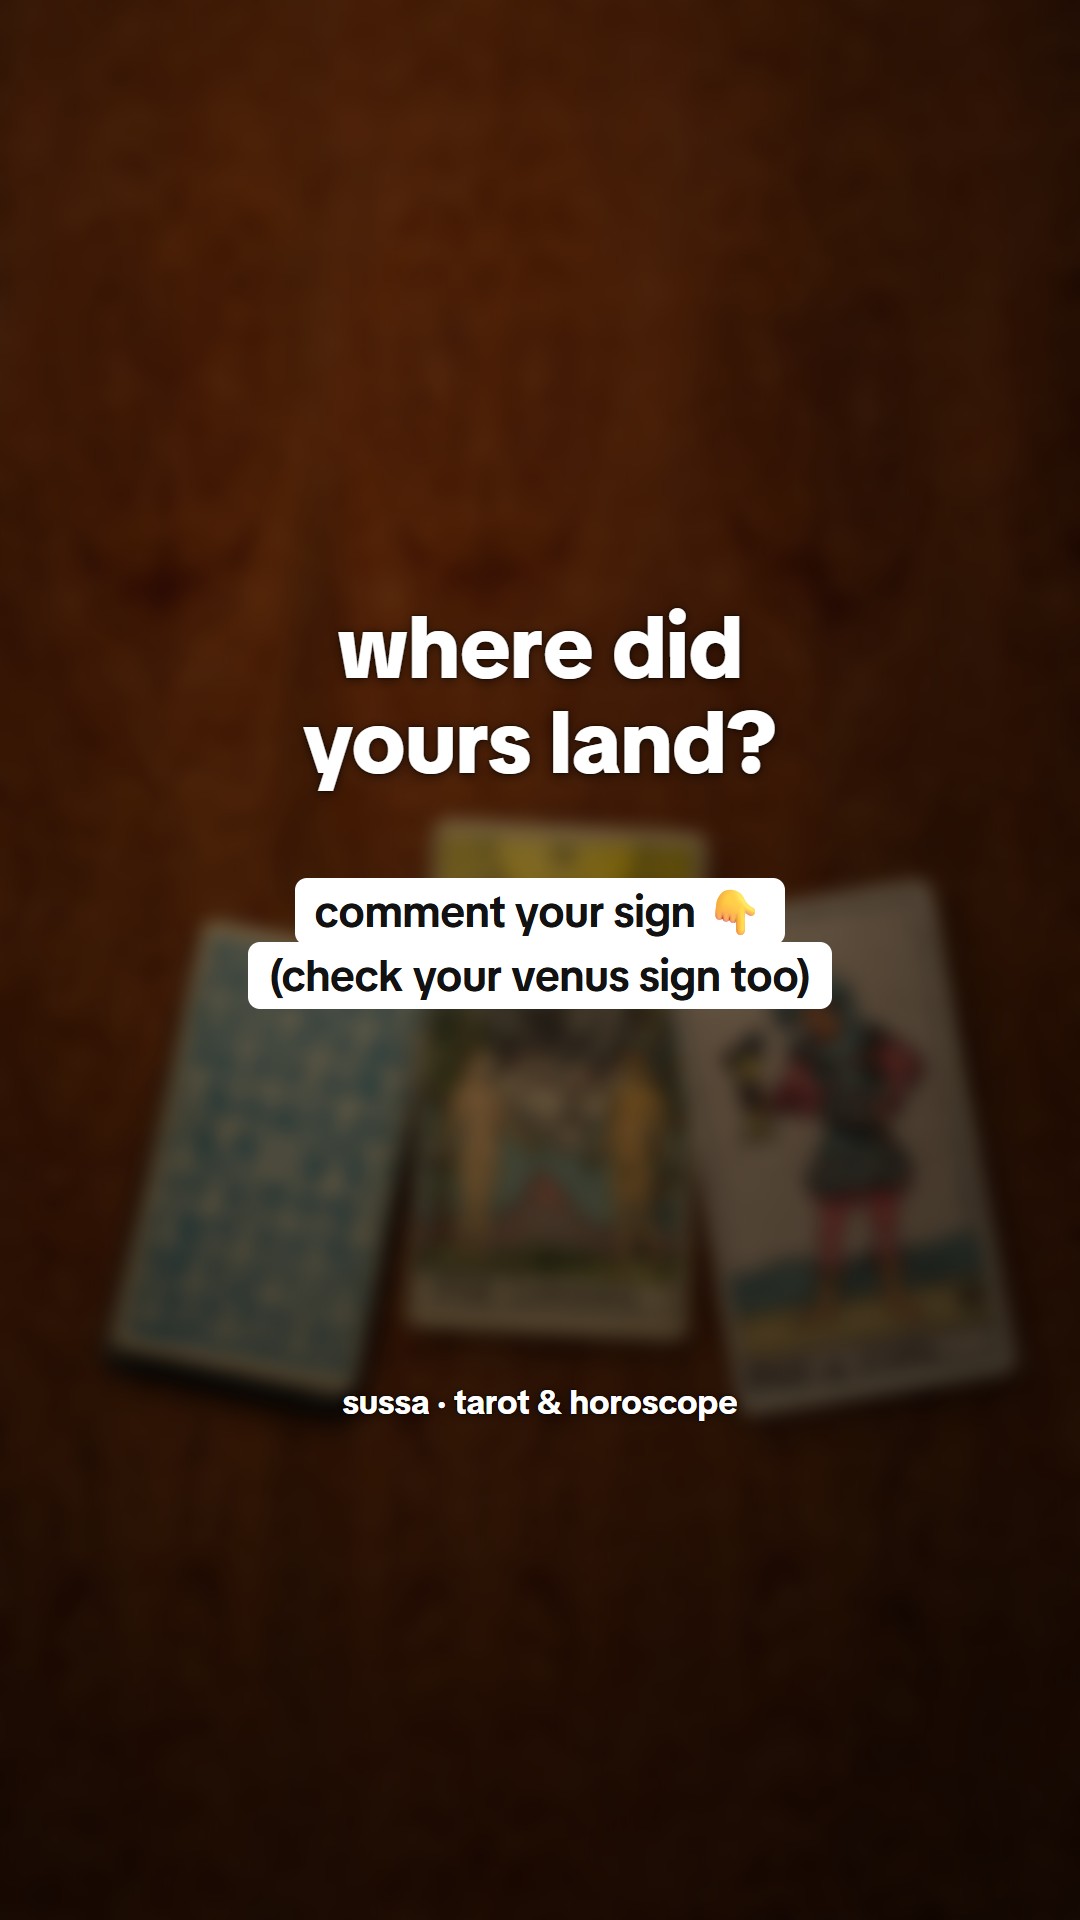 where did
yours land?
comment your sign 👇
(check your venus sign too)
sussa · tarot & horoscope